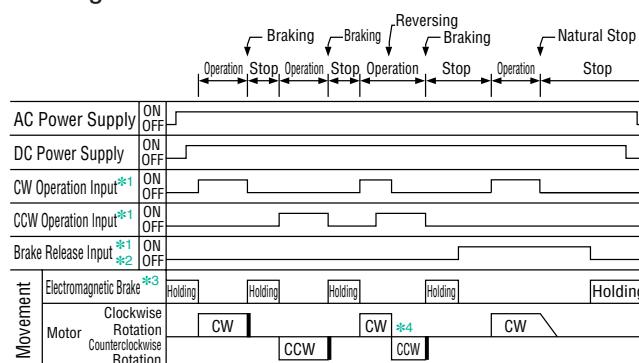 Reversing
Braking Braking Braking Natural Stop
Operation Stop Operation Stop Operation Stop Operation Stop
AC Power Supply ON OFF
DC Power Supply ON OFF
CW Operation Input*1 ON OFF
CCW Operation Input*1 ON OFF
Brake Release Input *1 *2 ON OFF
Movement
Electromagnetic Brake *3 Holding Holding Holding Holding Holding
Motor
Clockwise Rotation CW CW *4 CW
Counterclockwise Rotation CCW CCW